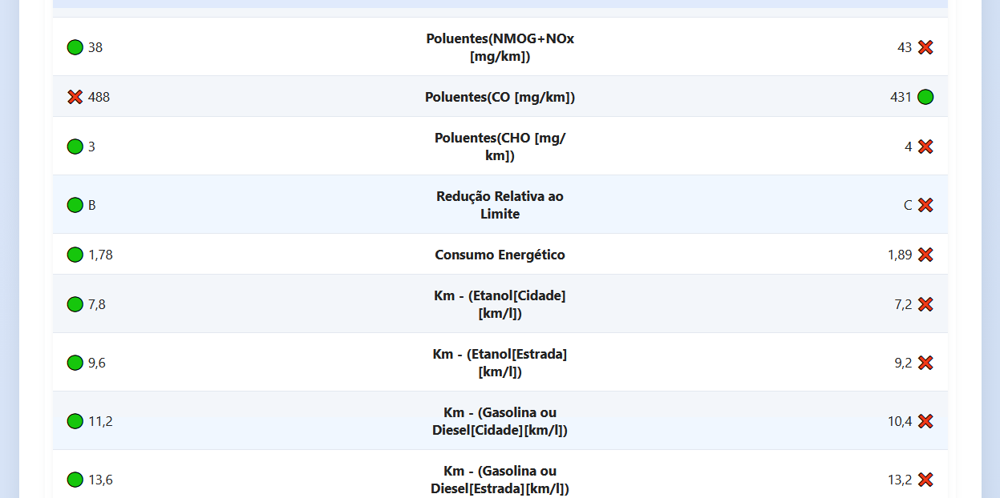 38
Poluentes(NMOG+NOx
[mg/km])
43
488
Poluentes(CO [mg/km])
431
3
Poluentes(CHO [mg/
km])
4
B
Redução Relativa ao
Limite
C
1,78
Consumo Energético
1,89
7,8
Km - (Etanol[Cidade]
[km/l])
7,2
9,6
Km - (Etanol[Estrada]
[km/l])
9,2
11,2
Km - (Gasolina ou
Diesel[Cidade][km/l])
10,4
13,6
Km - (Gasolina ou
Diesel[Estrada][km/l])
13,2